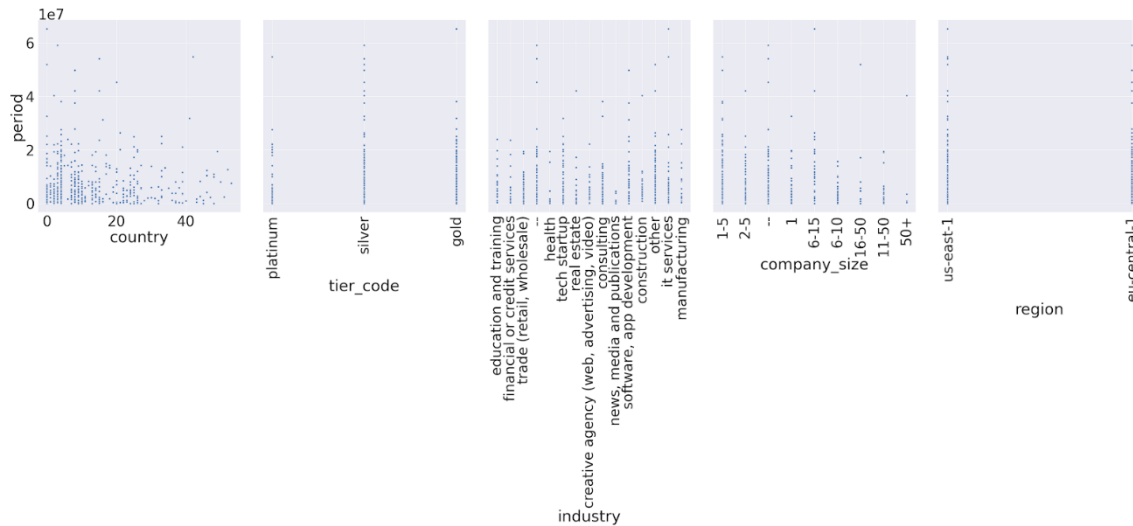 1e7
6
4
2
0
period
0
20
40
country
platinum
silver
gold
tier_code
education and training
financial or credit services
trade (retail, wholesale)
--
health
tech startup
real estate
creative agency (web, advertising, video)
consulting
news, media and publications
software, app development
construction
other
it services
manufacturing
industry
1-5
2-5
--
1
6-15
6-10
16-50
11-50
50+
company_size
us-east-1
eu-central-1
region